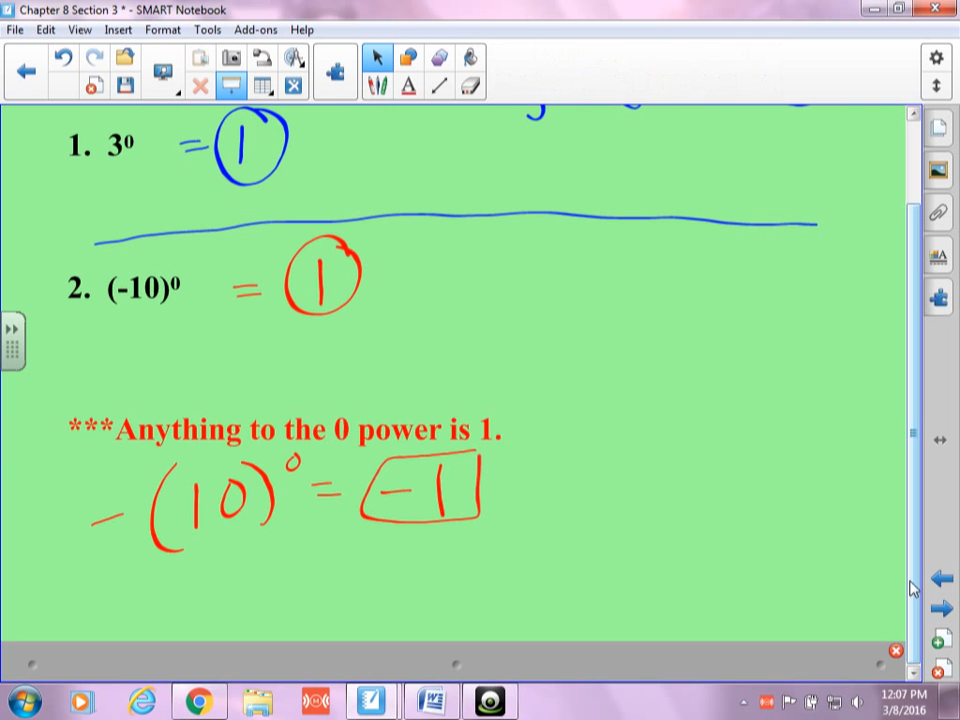 Chapter 8 Section 3 * - SMART Notebook
File Edit View Insert Format Tools Add-ons Help
1. 3⁰ = 1
2. (-10)⁰ = 1
***Anything to the 0 power is 1.
- (10)⁰ = -1
12:07 PM
3/8/2016